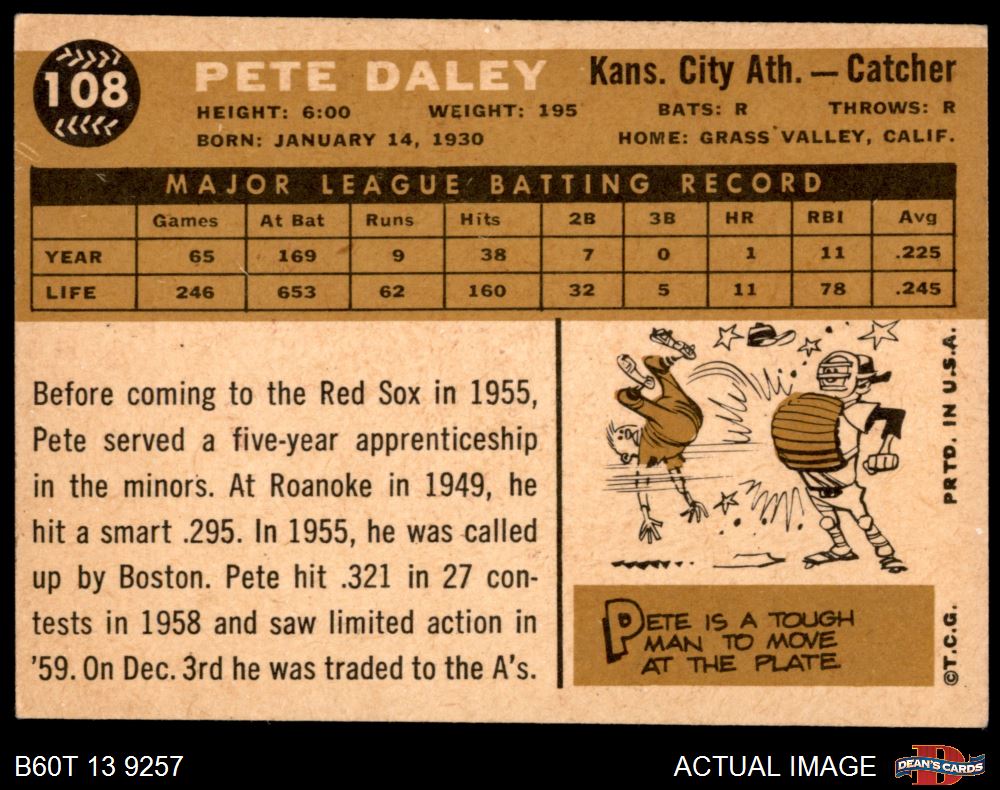 108
PETE DALEY
Kans. City Ath. — Catcher
HEIGHT: 6:00 WEIGHT: 195 BATS: R THROWS: R
BORN: JANUARY 14, 1930 HOME: GRASS VALLEY, CALIF.
MAJOR LEAGUE BATTING RECORD
Games At Bat Runs Hits 2B 3B HR RBI Avg
YEAR 65 169 9 38 7 0 1 11 .225
LIFE 246 653 62 160 32 5 11 78 .245
Before coming to the Red Sox in 1955,
Pete served a five-year apprenticeship
in the minors. At Roanoke in 1949, he
hit a smart .295. In 1955, he was called
up by Boston. Pete hit .321 in 27 con-
tests in 1958 and saw limited action in
'59. On Dec. 3rd he was traded to the A's.
PETE IS A TOUGH
MAN TO MOVE
AT THE PLATE
©T.C.G. PRTD. IN U.S.A.
B60T 13 9257
ACTUAL IMAGE
D
DEAN'S CARDS